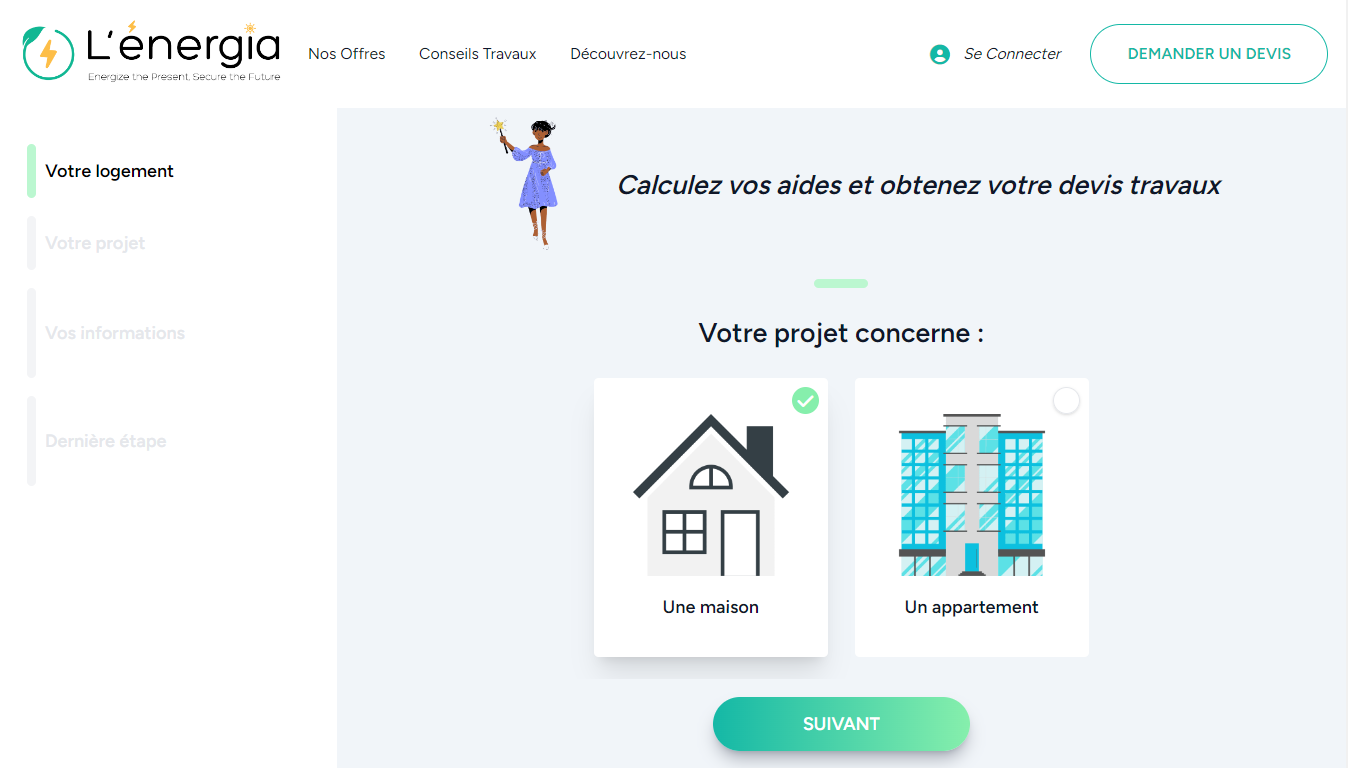 L'énergia
Energize the Present, Secure the Future
Nos Offres
Conseils Travaux
Découvrez-nous
Se Connecter
DEMANDER UN DEVIS
Votre logement
Votre projet
Vos informations
Dernière étape
Calculez vos aides et obtenez votre devis travaux
Votre projet concerne :
Une maison
Un appartement
SUIVANT